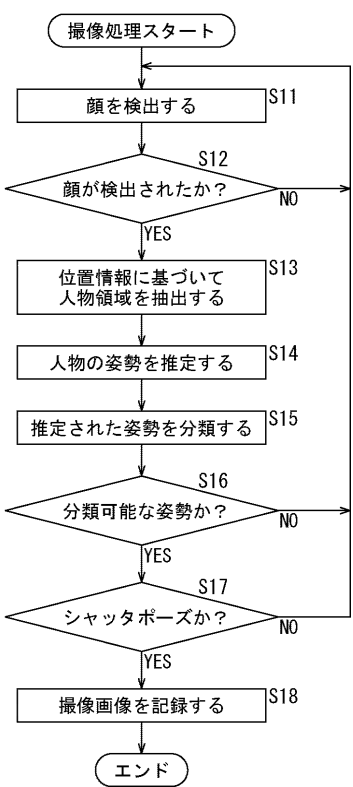 撮像処理スタート
顔を検出する S11
S12
顔が検出されたか？
NO
YES
位置情報に基づいて S13
人物領域を抽出する
人物の姿勢を推定する S14
推定された姿勢を分類する S15
S16
分類可能な姿勢か？
NO
YES
S17
シャッタポーズか？
NO
YES
撮像画像を記録する S18
エンド